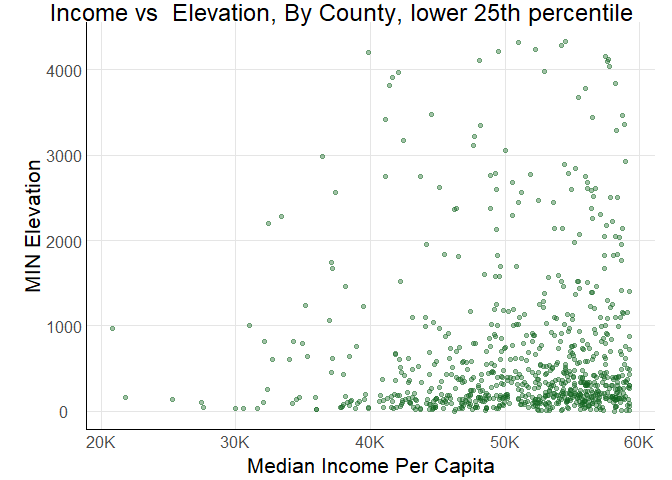 Income vs  Elevation, By County, lower 25th percentile
4000
3000
2000
1000
0
MIN Elevation
20K 30K 40K 50K 60K
Median Income Per Capita